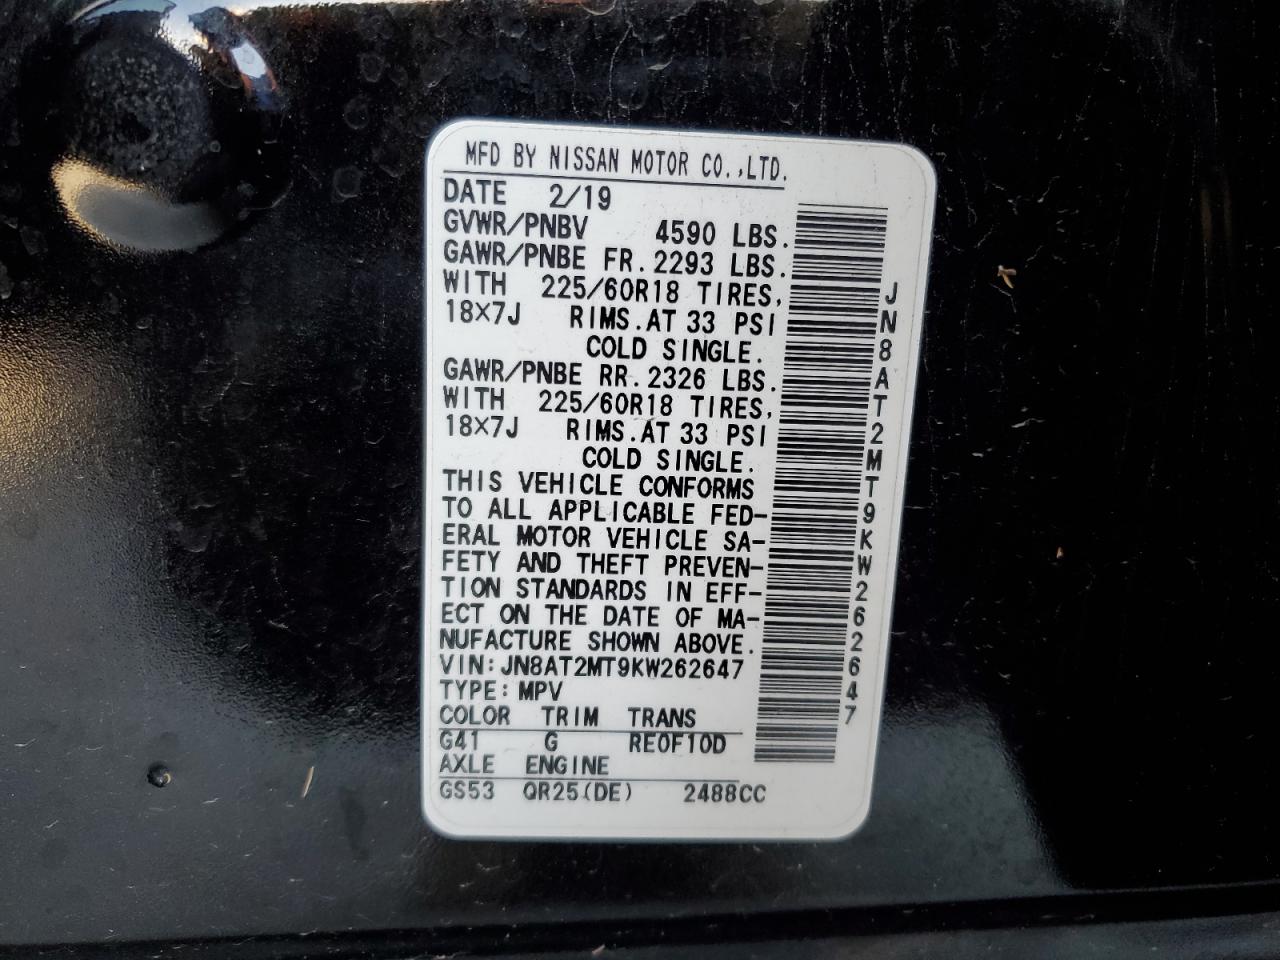 MFD BY NISSAN MOTOR CO.,LTD.
DATE 2/19
GVWR/PNBV 4590 LBS.
GAWR/PNBE FR. 2293 LBS.
WITH 225/60R18 TIRES,
18×7J RIMS. AT 33 PSI
COLD SINGLE.
GAWR/PNBE RR. 2326 LBS.
WITH 225/60R18 TIRES,
18×7J RIMS. AT 33 PSI
COLD SINGLE.
THIS VEHICLE CONFORMS
TO ALL APPLICABLE FED-
ERAL MOTOR VEHICLE SA-
FETY AND THEFT PREVEN-
TION STANDARDS IN EFF-
ECT ON THE DATE OF MA-
NUFACTURE SHOWN ABOVE.
VIN: JN8AT2MT9KW262647
TYPE: MPV
COLOR TRIM TRANS
G41 G RE0F10D
AXLE ENGINE
GS53 QR25(DE) 2488CC
JN8AT2MT9KW262647